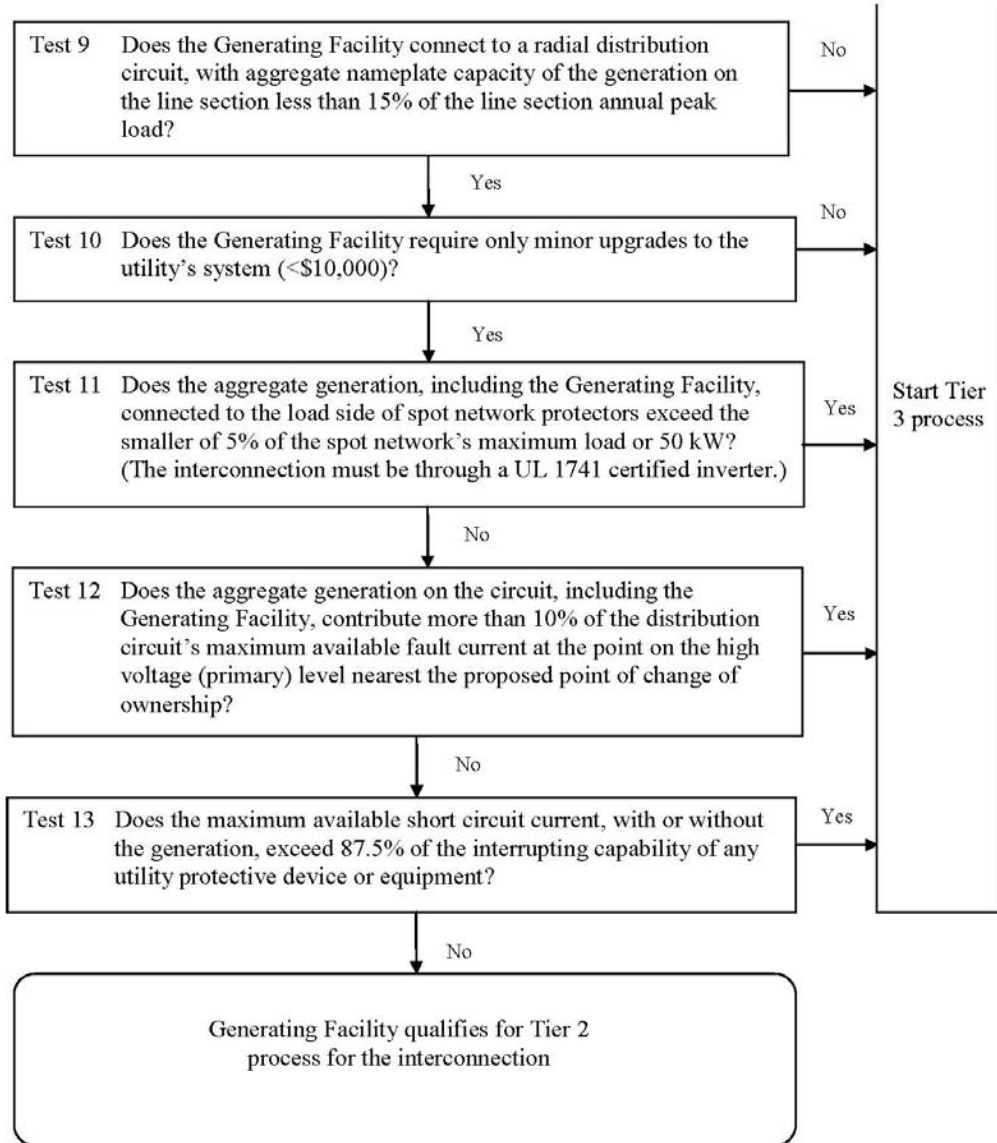 Test 9 Does the Generating Facility connect to a radial distribution
circuit, with aggregate nameplate capacity of the generation on
the line section less than 15% of the line section annual peak
load?
No
Yes
Test 10 Does the Generating Facility require only minor upgrades to the
utility's system (<$10,000)?
No
Yes
Test 11 Does the aggregate generation, including the Generating Facility,
connected to the load side of spot network protectors exceed the
smaller of 5% of the spot network's maximum load or 50 kW?
(The interconnection must be through a UL 1741 certified inverter.)
Yes
Start Tier
3 process
No
Test 12 Does the aggregate generation on the circuit, including the
Generating Facility, contribute more than 10% of the distribution
circuit's maximum available fault current at the point on the high
voltage (primary) level nearest the proposed point of change of
ownership?
Yes
No
Test 13 Does the maximum available short circuit current, with or without
the generation, exceed 87.5% of the interrupting capability of any
utility protective device or equipment?
Yes
No
Generating Facility qualifies for Tier 2
process for the interconnection